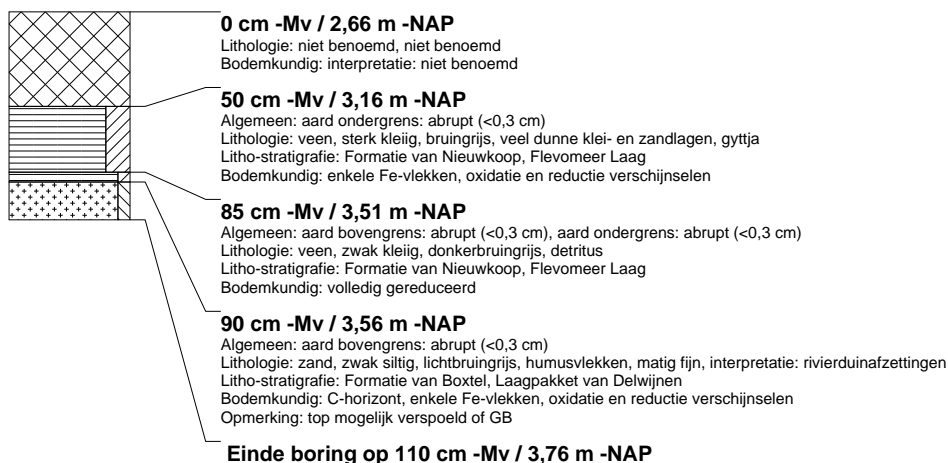 0 cm -Mv / 2,66 m -NAP
Lithologie: niet benoemd, niet benoemd
Bodemkundig: interpretatie: niet benoemd
50 cm -Mv / 3,16 m -NAP
Algemeen: aard ondergrens: abrupt (<0,3 cm)
Lithologie: veen, sterk kleiig, bruingrijs, veel dunne klei- en zandlagen, gyttja
Litho-stratigrafie: Formatie van Nieuwkoop, Flevomeer Laag
Bodemkundig: enkele Fe-vlekken, oxidatie en reductie verschijnselen
85 cm -Mv / 3,51 m -NAP
Algemeen: aard bovengrens: abrupt (<0,3 cm), aard ondergrens: abrupt (<0,3 cm)
Lithologie: veen, zwak kleiig, donkerbruingrijs, detritus
Litho-stratigrafie: Formatie van Nieuwkoop, Flevomeer Laag
Bodemkundig: volledig gereduceerd
90 cm -Mv / 3,56 m -NAP
Algemeen: aard bovengrens: abrupt (<0,3 cm)
Lithologie: zand, zwak siltig, lichtbruingrijs, humusvlekken, matig fijn, interpretatie: rivierduinafzettingen
Litho-stratigrafie: Formatie van Boxtel, Laagpakket van Delwijnen
Bodemkundig: C-horizont, enkele Fe-vlekken, oxidatie en reductie verschijnselen
Opmerking: top mogelijk verspoeld of GB
Einde boring op 110 cm -Mv / 3,76 m -NAP